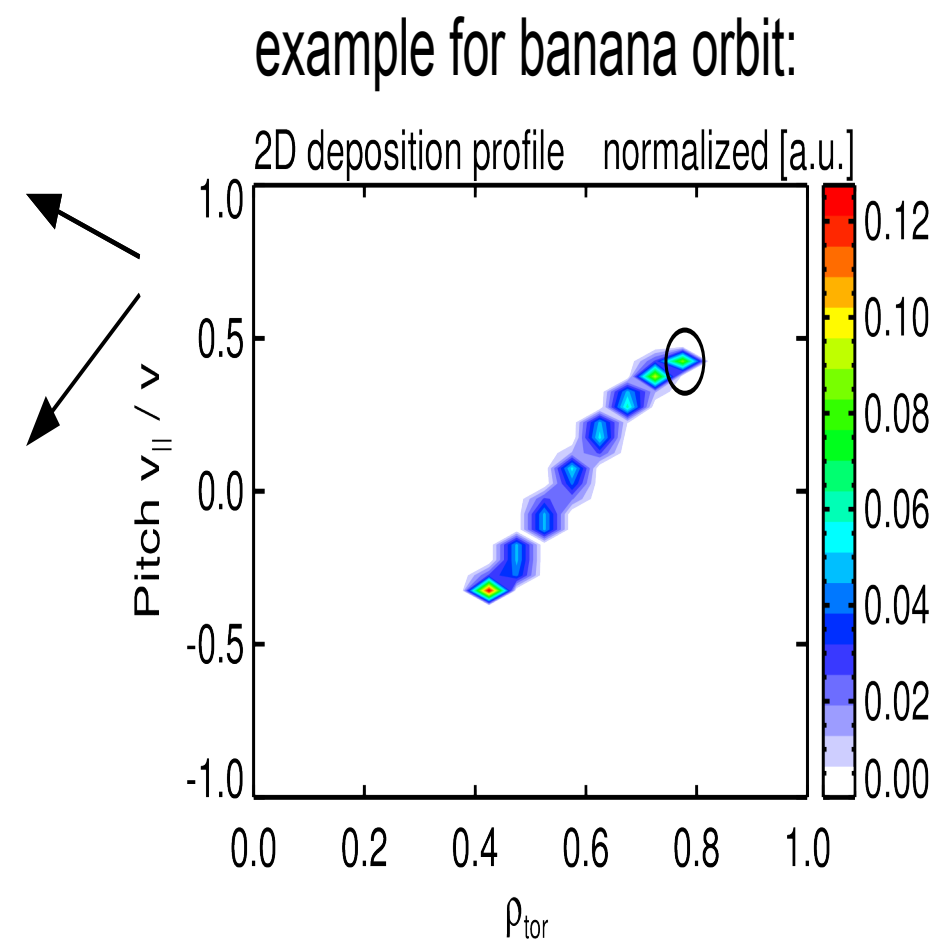 example for banana orbit:
2D deposition profile normalized [a.u.]
1.0
0.5
0.0
-0.5
-1.0
Pitch v|| / v
0.0 0.2 0.4 0.6 0.8 1.0
ρtor
0.12
0.10
0.08
0.06
0.04
0.02
0.00